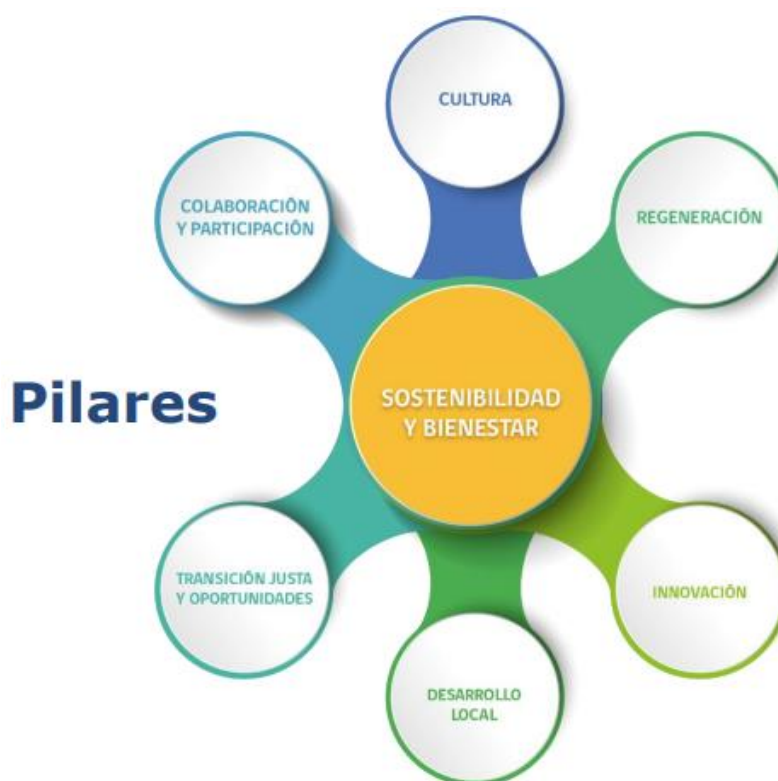 CULTURA
COLABORACIÓN
Y PARTICIPACIÓN
REGENERACIÓN
Pilares
SOSTENIBILIDAD
Y BIENESTAR
TRANSICIÓN JUSTA
Y OPORTUNIDADES
INNOVACIÓN
DESARROLLO
LOCAL